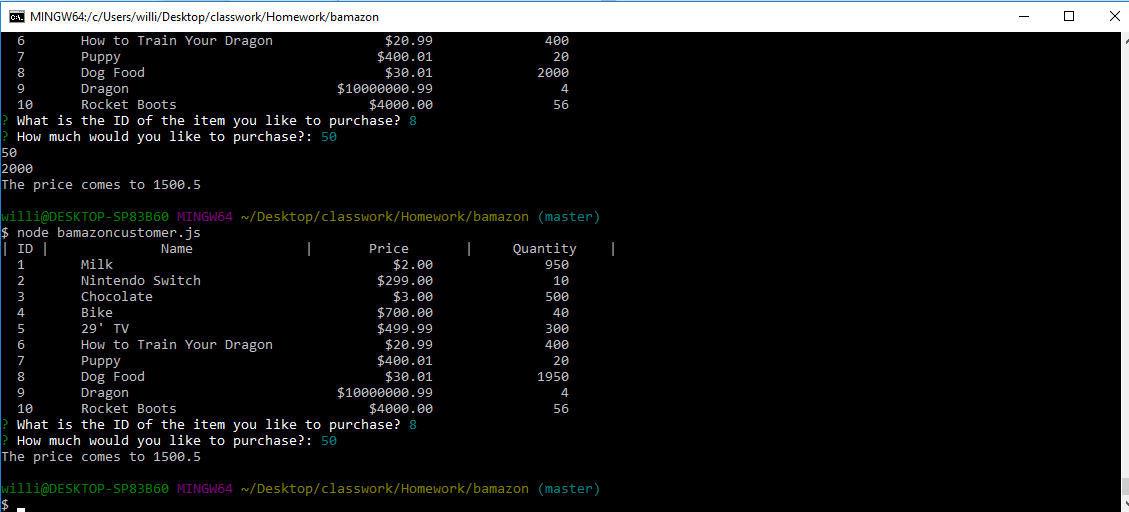 MINGW64:/c/Users/willi/Desktop/classwork/Homework/bamazon
6 How to Train Your Dragon $20.99 400
7 Puppy $400.01 20
8 Dog Food $30.01 2000
9 Dragon $10000000.99 4
10 Rocket Boots $4000.00 56
? What is the ID of the item you like to purchase? 8
? How much would you like to purchase?: 50
50
2000
The price comes to 1500.5
willi@DESKTOP-SP83B60 MINGW64 ~/Desktop/classwork/Homework/bamazon (master)
$ node bamazoncustomer.js
| ID | Name | Price | Quantity |
1 Milk $2.00 950
2 Nintendo Switch $299.00 10
3 Chocolate $3.00 500
4 Bike $700.00 40
5 29' TV $499.99 300
6 How to Train Your Dragon $20.99 400
7 Puppy $400.01 20
8 Dog Food $30.01 1950
9 Dragon $10000000.99 4
10 Rocket Boots $4000.00 56
? What is the ID of the item you like to purchase? 8
? How much would you like to purchase?: 50
The price comes to 1500.5
willi@DESKTOP-SP83B60 MINGW64 ~/Desktop/classwork/Homework/bamazon (master)
$